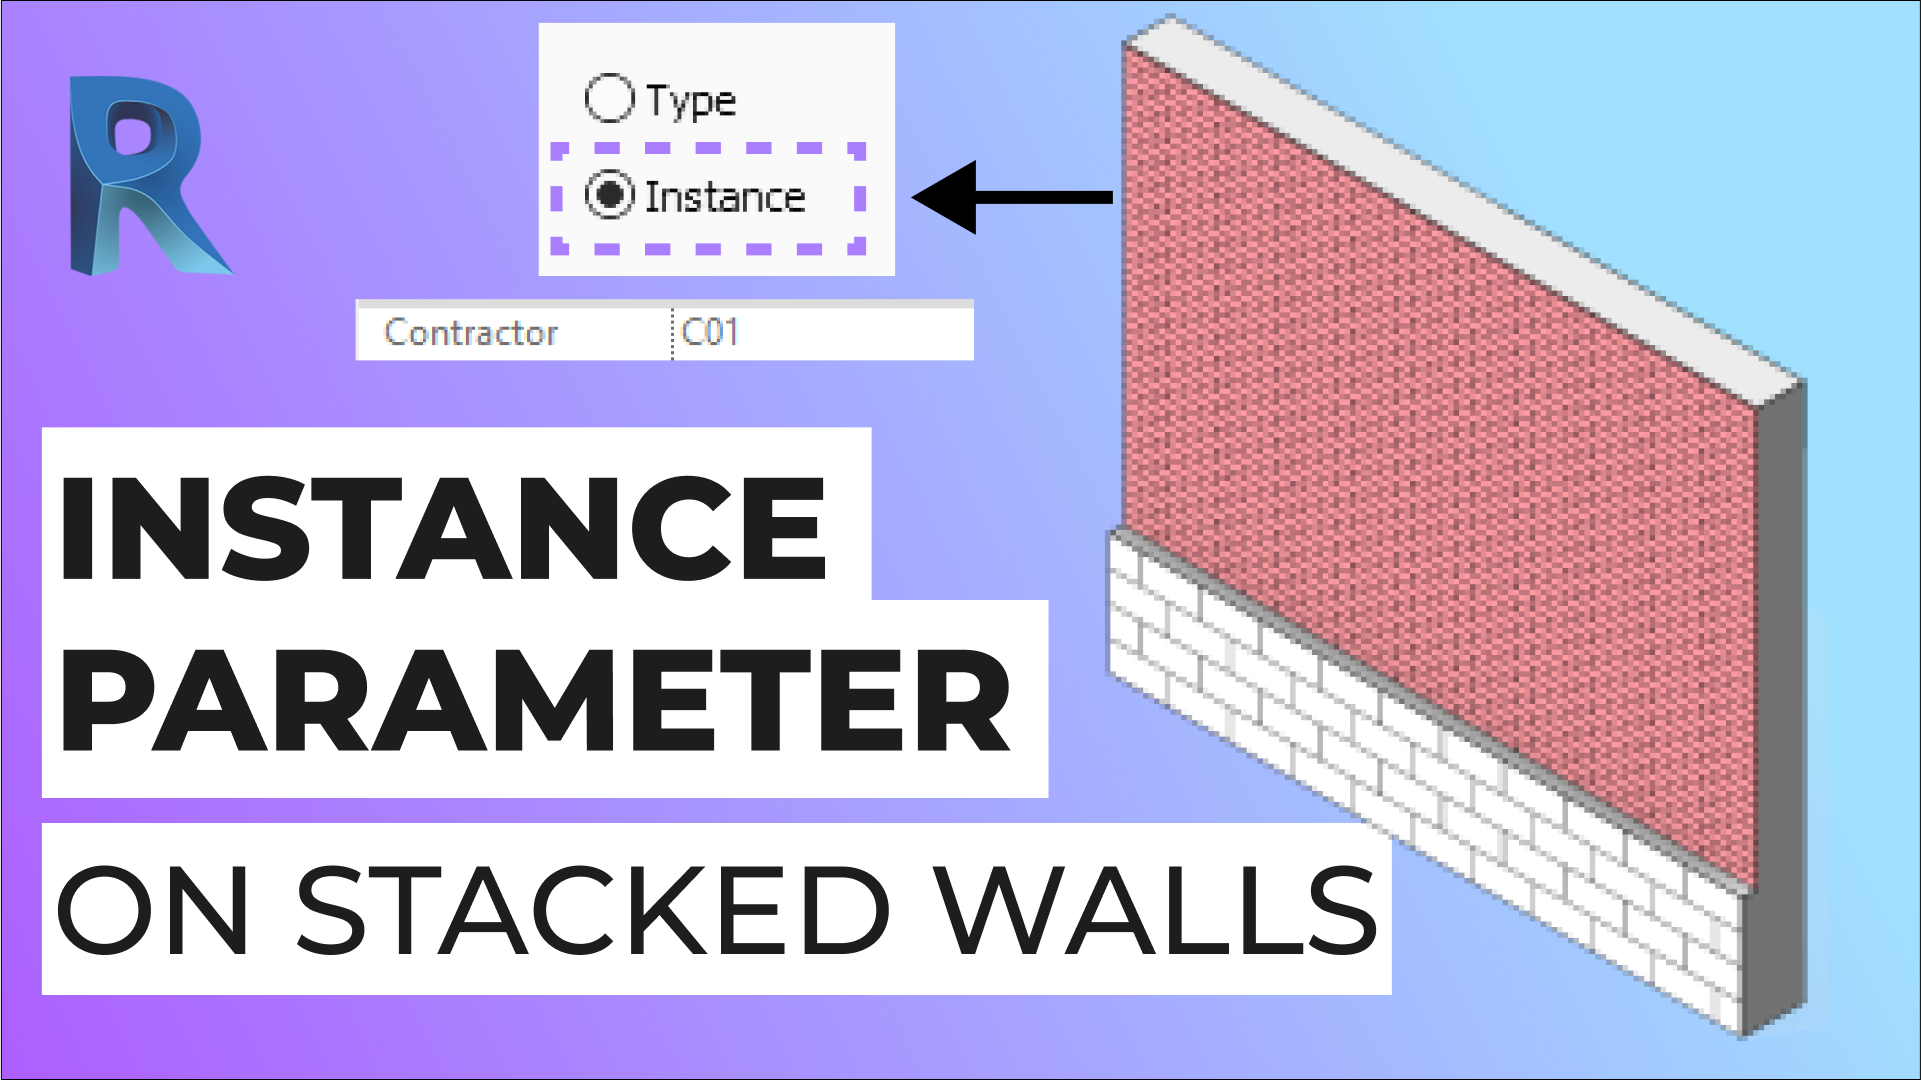 Type
Instance
Contractor C01
INSTANCE
PARAMETER
ON STACKED WALLS